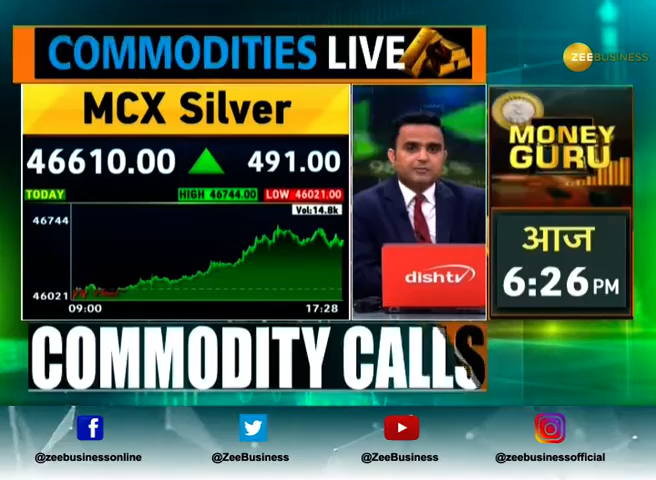 COMMODITIES LIVE
ZEEBUSINESS
MCX Silver
46610.00 491.00
TODAY HIGH 46744.00 LOW 46021.00
Vol:14.8k
46744
46021
09:00 17:28
dishtv
MONEY
GURU
आज
6:26 PM
COMMODITY CALLS
@zeebusinessonline @ZeeBusiness @ZeeBusiness @zeebusinessofficial